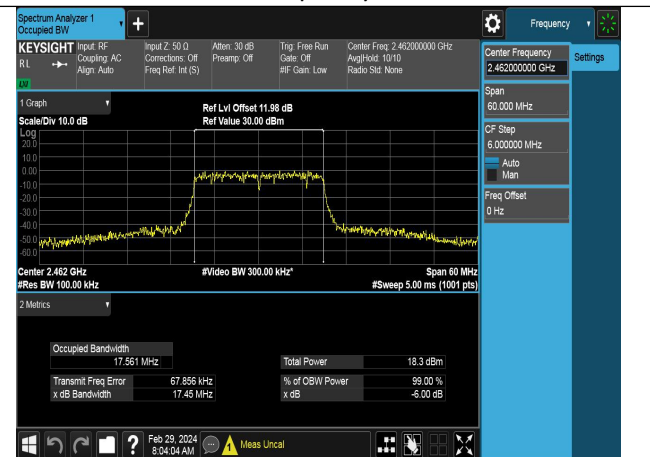 Spectrum Analyzer 1
Occupied BW
Frequency
KEYSIGHT
RL
Input: RF
Coupling: AC
Align: Auto
Input Z: 50 Ω
Corrections: Off
Freq Ref: Int (S)
Atten: 30 dB
Preamp: Off
Trig: Free Run
Gate: Off
#IF Gain: Low
Center Freq: 2.462000000 GHz
Avg|Hold: 10/10
Radio Std: None
Center Frequency
2.462000000 GHz
Settings
Span
60.000 MHz
CF Step
6.000000 MHz
Auto
Man
Freq Offset
0 Hz
1 Graph
Scale/Div 10.0 dB
Ref Lvl Offset 11.98 dB
Ref Value 30.00 dBm
Log
20.0
10.0
0.00
-10.0
-20.0
-30.0
-40.0
-50.0
-60.0
Center 2.462 GHz
#Video BW 300.00 kHz*
Span 60 MHz
#Res BW 100.00 kHz
#Sweep 5.00 ms (1001 pts)
2 Metrics
Occupied Bandwidth
17.561 MHz
Total Power
18.3 dBm
Transmit Freq Error
67.856 kHz
% of OBW Power
99.00 %
x dB Bandwidth
17.45 MHz
x dB
-6.00 dB
?
Feb 29, 2024
8:04:04 AM
Meas Uncal